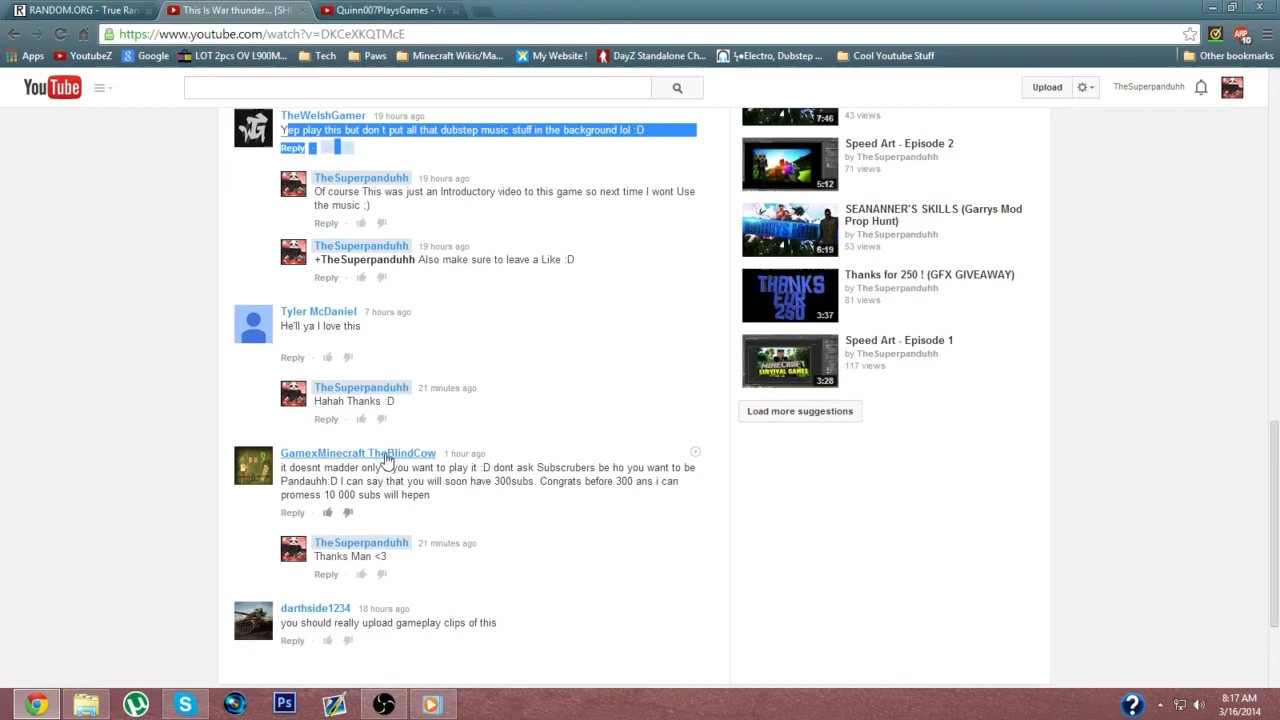 RANDOM.ORG - True Ran
This Is War thunder... [SH
Quinn007PlaysGames - Yo
https://www.youtube.com/watch?v=DKCeXKQTMcE
Apps
YoutubeZ
Google
LOT 2pcs OV L900M...
Tech
Paws
Minecraft Wikis/Ma...
My Website !
DayZ Standalone Ch...
Electro, Dubstep ...
Cool Youtube Stuff
Other bookmarks
YouTube
Upload
TheSuperpanduhh
TheWelshGamer 19 hours ago
Yep play this but don t put all that dubstep music stuff in the background lol :D
Reply
TheSuperpanduhh 19 hours ago
Of course This was just an Introductory video to this game so next time I wont Use
the music ;)
Reply
TheSuperpanduhh 19 hours ago
+TheSuperpanduhh Also make sure to leave a Like :D
Reply
Tyler McDaniel 7 hours ago
He'll ya I love this
Reply
TheSuperpanduhh 21 minutes ago
Hahah Thanks :D
Reply
GamexMinecraft TheBlindCow 1 hour ago
it doesnt madder only you want to play it :D dont ask Subscrubers be ho you want to be
Pandauhh:D I can say that you will soon have 300subs. Congrats before 300 ans i can
promess 10 000 subs will hepen
Reply
TheSuperpanduhh 21 minutes ago
Thanks Man <3
Reply
darthside1234 18 hours ago
you should really upload gameplay clips of this
Reply
7:46
43 views
5:12
Speed Art - Episode 2
by TheSuperpanduhh
71 views
6:19
SEANANNER'S SKILLS (Garrys Mod
Prop Hunt)
by TheSuperpanduhh
53 views
THANKS
FOR
250
3:37
Thanks for 250 ! (GFX GIVEAWAY)
by TheSuperpanduhh
81 views
MINECRAFT
SURVIVAL GAMES
3:28
Speed Art - Episode 1
by TheSuperpanduhh
117 views
Load more suggestions
Ps
8:17 AM
3/16/2014